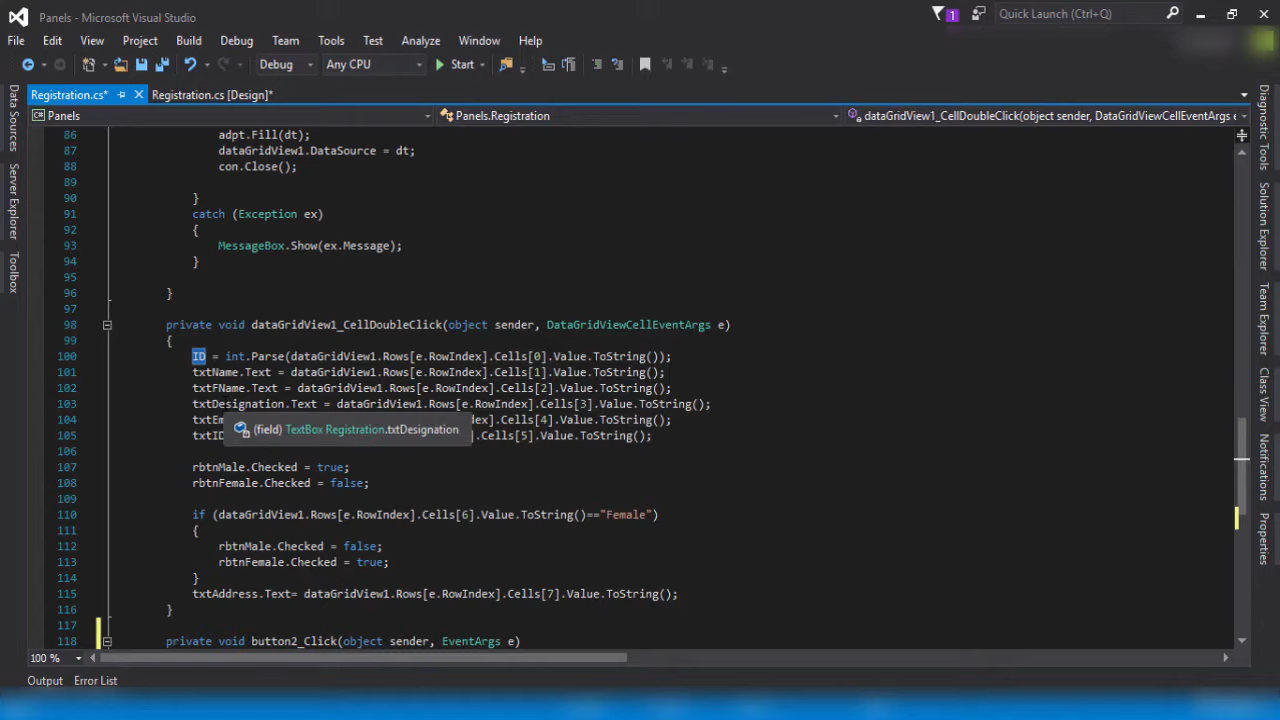 Panels - Microsoft Visual Studio
1
Quick Launch (Ctrl+Q)
File Edit View Project Build Debug Team Tools Test Analyze Window Help
Debug Any CPU Start
Registration.cs* Registration.cs [Design]*
Panels Panels.Registration dataGridView1_CellDoubleClick(object sender, DataGridViewCellEventArgs e
86 adpt.Fill(dt);
87 dataGridView1.DataSource = dt;
88 con.Close();
89
90 }
91 catch (Exception ex)
92 {
93 MessageBox.Show(ex.Message);
94 }
95
96 }
97
98 private void dataGridView1_CellDoubleClick(object sender, DataGridViewCellEventArgs e)
99 {
100 ID = int.Parse(dataGridView1.Rows[e.RowIndex].Cells[0].Value.ToString());
101 txtName.Text = dataGridView1.Rows[e.RowIndex].Cells[1].Value.ToString();
102 txtFName.Text = dataGridView1.Rows[e.RowIndex].Cells[2].Value.ToString();
103 txtDesignation.Text = dataGridView1.Rows[e.RowIndex].Cells[3].Value.ToString();
104 txtEm ndex].Cells[4].Value.ToString();
(field) TextBox Registration.txtDesignation
105 txtID ].Cells[5].Value.ToString();
106
107 rbtnMale.Checked = true;
108 rbtnFemale.Checked = false;
109
110 if (dataGridView1.Rows[e.RowIndex].Cells[6].Value.ToString()=="Female")
111 {
112 rbtnMale.Checked = false;
113 rbtnFemale.Checked = true;
114 }
115 txtAddress.Text= dataGridView1.Rows[e.RowIndex].Cells[7].Value.ToString();
116 }
117
118 private void button2_Click(object sender, EventArgs e)
100 %
Output Error List
Data Sources
Server Explorer
Toolbox
Diagnostic Tools
Solution Explorer
Team Explorer
Class View
Notifications
Properties